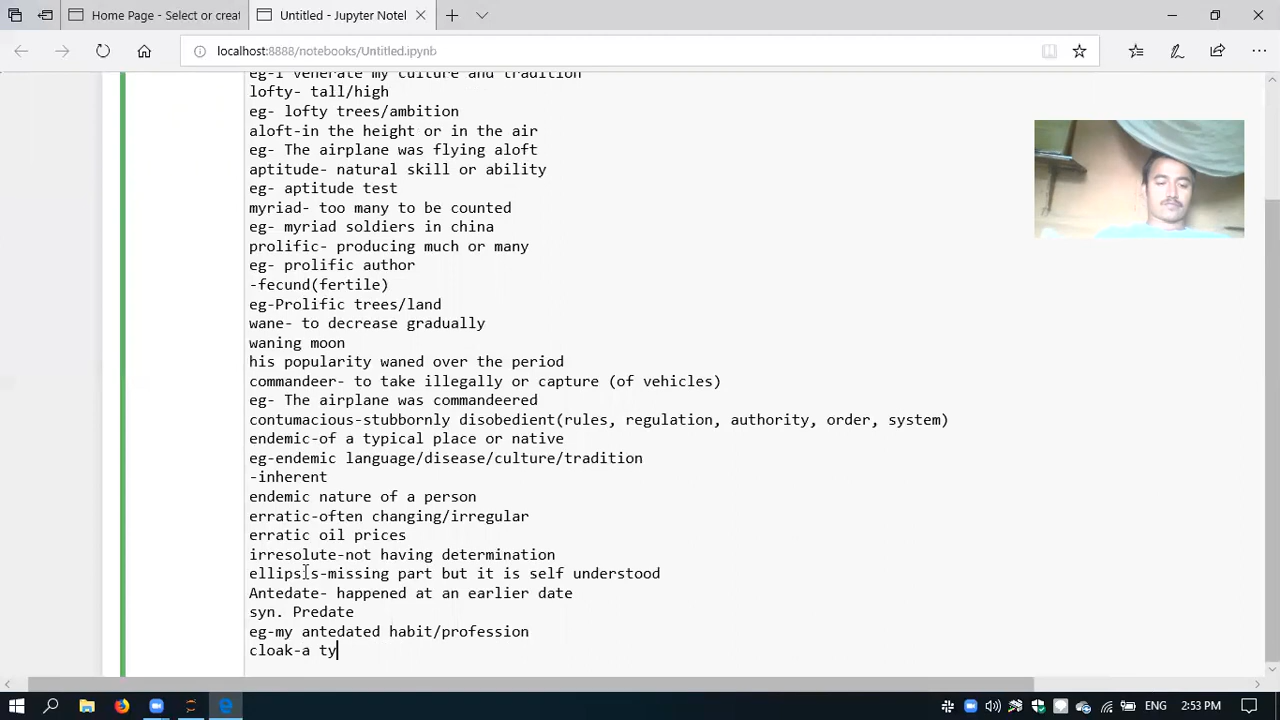 Home Page - Select or creat
Untitled - Jupyter Notel
localhost:8888/notebooks/Untitled.ipynb
eg-I venerate my culture and tradition
lofty- tall/high
eg- lofty trees/ambition
aloft-in the height or in the air
eg- The airplane was flying aloft
aptitude- natural skill or ability
eg- aptitude test
myriad- too many to be counted
eg- myriad soldiers in china
prolific- producing much or many
eg- prolific author
-fecund(fertile)
eg-Prolific trees/land
wane- to decrease gradually
waning moon
his popularity waned over the period
commandeer- to take illegally or capture (of vehicles)
eg- The airplane was commandeered
contumacious-stubbornly disobedient(rules, regulation, authority, order, system)
endemic-of a typical place or native
eg-endemic language/disease/culture/tradition
-inherent
endemic nature of a person
erratic-often changing/irregular
erratic oil prices
irresolute-not having determination
ellipsis-missing part but it is self understood
Antedate- happened at an earlier date
syn. Predate
eg-my antedated habit/profession
cloak-a ty
ENG 2:53 PM